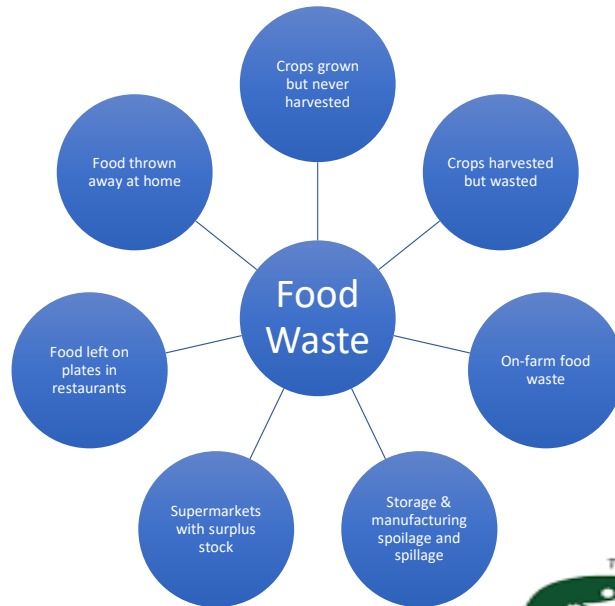 Crops grown
but never
harvested
Food thrown
away at home
Crops harvested
but wasted
Food
Waste
Food left on
plates in
restaurants
On-farm food
waste
Supermarkets
with surplus
stock
Storage &
manufacturing
spoilage and
spillage